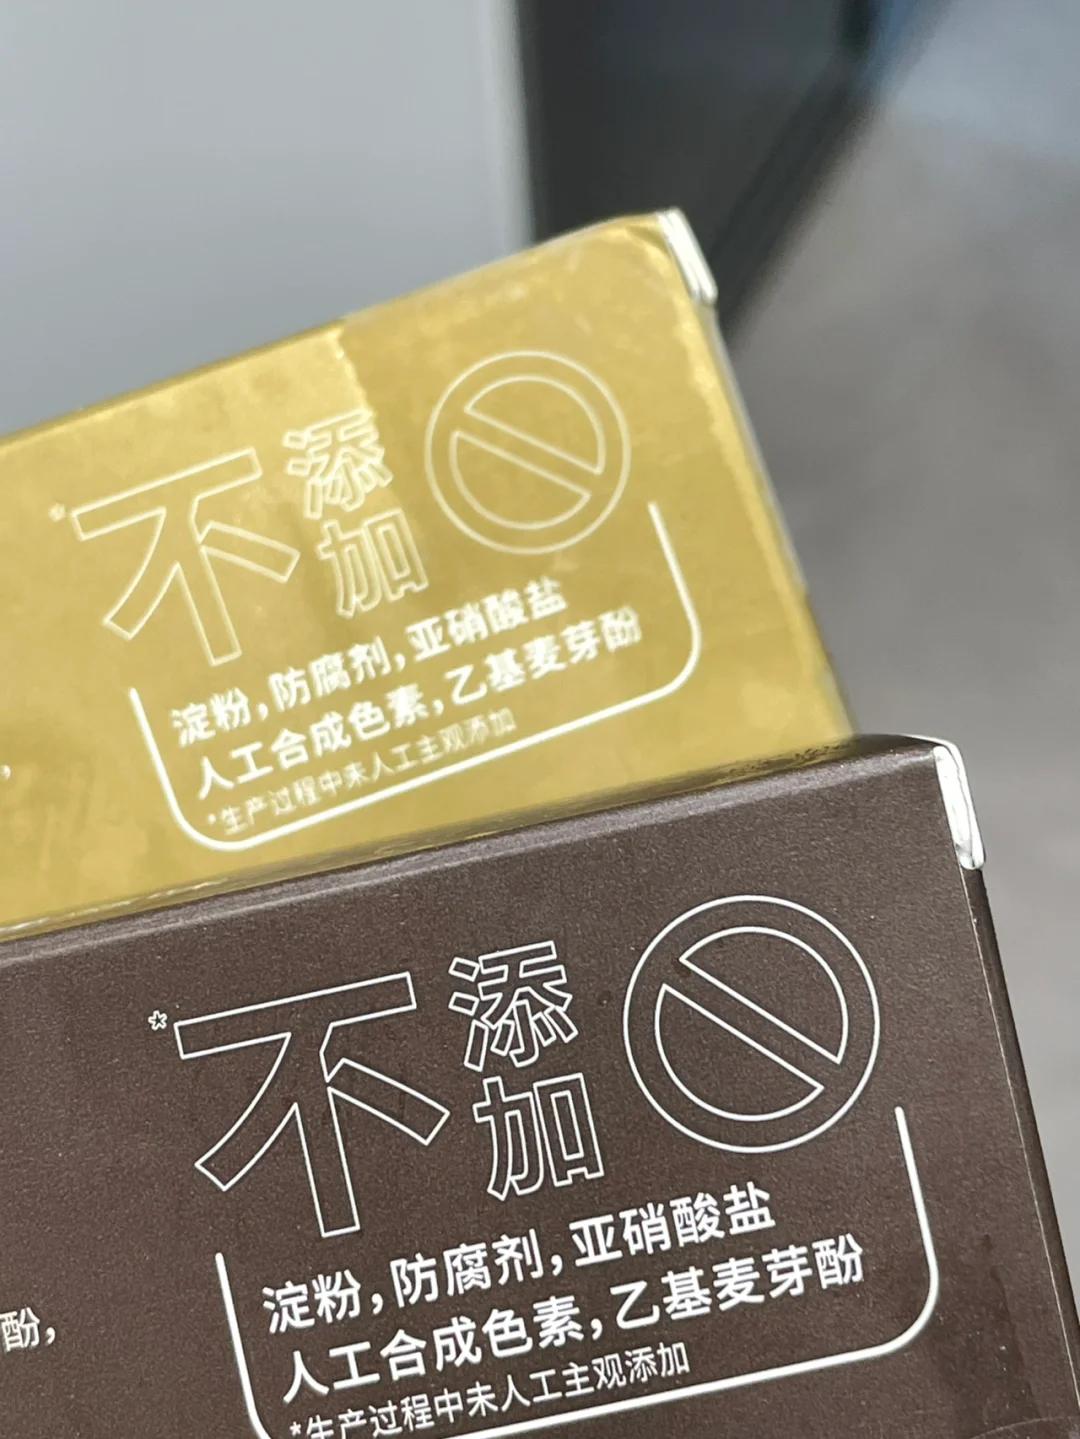 *不添加
淀粉，防腐剂，亚硝酸盐
人工合成色素，乙基麦芽酚
*生产过程中未人工主观添加
*不添加
淀粉，防腐剂，亚硝酸盐
人工合成色素，乙基麦芽酚
*生产过程中未人工主观添加
酚，